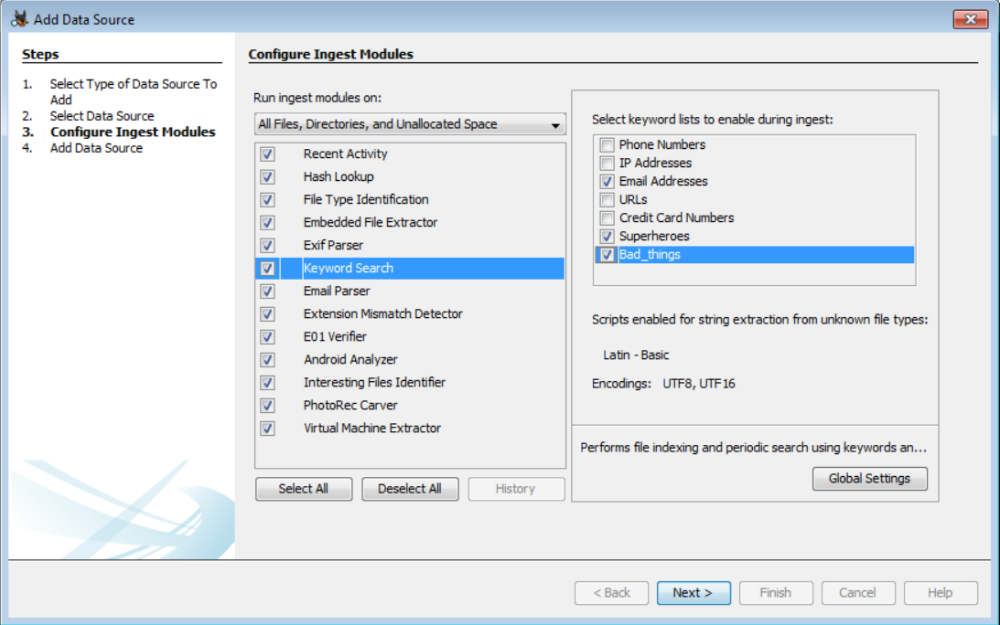 Add Data Source
Steps
1. Select Type of Data Source To
Add
2. Select Data Source
3. Configure Ingest Modules
4. Add Data Source
Configure Ingest Modules
Run ingest modules on:
All Files, Directories, and Unallocated Space
Recent Activity
Hash Lookup
File Type Identification
Embedded File Extractor
Exif Parser
Keyword Search
Email Parser
Extension Mismatch Detector
E01 Verifier
Android Analyzer
Interesting Files Identifier
PhotoRec Carver
Virtual Machine Extractor
Select All
Deselect All
History
Select keyword lists to enable during ingest:
Phone Numbers
IP Addresses
Email Addresses
URLs
Credit Card Numbers
Superheroes
Bad_things
Scripts enabled for string extraction from unknown file types:
Latin - Basic
Encodings: UTF8, UTF16
Performs file indexing and periodic search using keywords an...
Global Settings
< Back
Next >
Finish
Cancel
Help